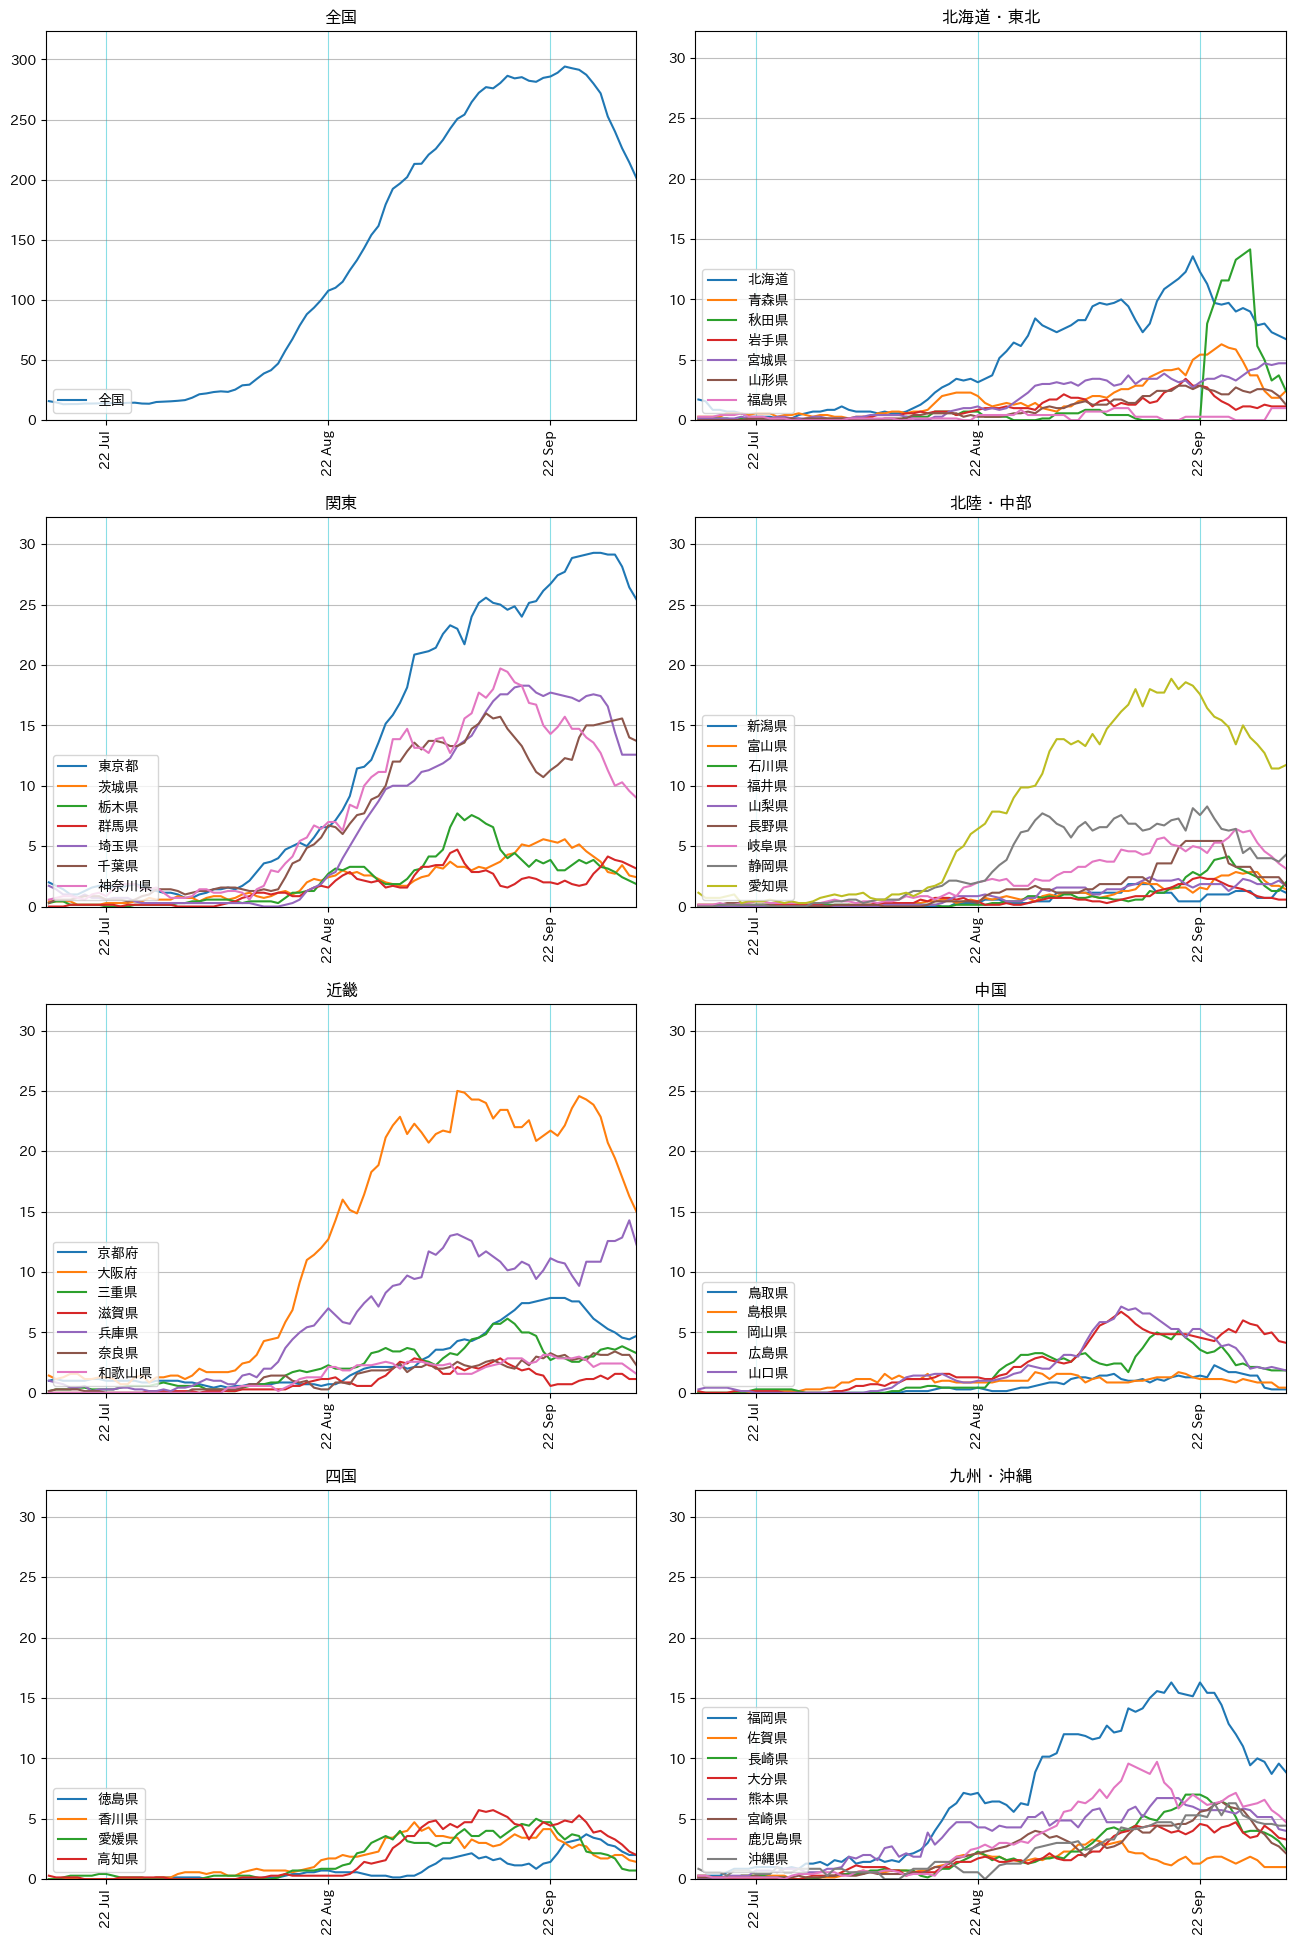 全国
300
250
200
150
100
50
0
全国
22 Jul
22 Aug
22 Sep
北海道・東北
30
25
20
15
10
5
0
北海道
青森県
秋田県
岩手県
宮城県
山形県
福島県
22 Jul
22 Aug
22 Sep
関東
30
25
20
15
10
5
0
東京都
茨城県
栃木県
群馬県
埼玉県
千葉県
神奈川県
22 Jul
22 Aug
22 Sep
北陸・中部
30
25
20
15
10
5
0
新潟県
富山県
石川県
福井県
山梨県
長野県
岐阜県
静岡県
愛知県
22 Jul
22 Aug
22 Sep
近畿
30
25
20
15
10
5
0
京都府
大阪府
三重県
滋賀県
兵庫県
奈良県
和歌山県
22 Jul
22 Aug
22 Sep
中国
30
25
20
15
10
5
0
鳥取県
島根県
岡山県
広島県
山口県
22 Jul
22 Aug
22 Sep
四国
30
25
20
15
10
5
0
徳島県
香川県
愛媛県
高知県
22 Jul
22 Aug
22 Sep
九州・沖縄
30
25
20
15
10
5
0
福岡県
佐賀県
長崎県
大分県
熊本県
宮崎県
鹿児島県
沖縄県
22 Jul
22 Aug
22 Sep